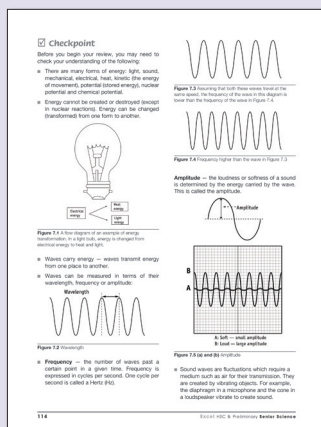 Checkpoint
Before you begin your review, you may need to
check your understanding of the following:
There are many forms of energy: light, sound,
mechanical, electrical, heat, kinetic (the energy
of movement), potential (stored energy), nuclear
potential and chemical potential.
Energy cannot be created or destroyed (except
in nuclear reactions). Energy can be changed
(transformed) from one form to another.
Electrical
energy
Heat
energy
Light
energy
Figure 7.1 A flow diagram of an example of energy
transformation. In a light bulb, energy is changed from
electrical energy to heat and light.
Waves carry energy — waves transmit energy
from one place to another.
Waves can be measured in terms of their
wavelength, frequency or amplitude:
Wavelength
Figure 7.2 Wavelength
Frequency — the number of waves past a
certain point in a given time. Frequency is
expressed in cycles per second. One cycle per
second is called a Hertz (Hz).
Figure 7.3 Assuming that both these waves travel at the
same speed, the frequency of the wave in this diagram is
lower than the frequency of the wave in Figure 7.4.
Figure 7.4 Frequency higher than the wave in Figure 7.3
Amplitude — the loudness or softness of a sound
is determined by the energy carried by the wave.
This is called the amplitude.
Amplitude
B
A
A: Soft — small amplitude
B: Loud — large amplitude
Figure 7.5 (a) and (b) Amplitude
Sound waves are fluctuations which require a
medium such as air for their transmission. They
are created by vibrating objects. For example,
the diaphragm in a microphone and the cone in
a loudspeaker vibrate to create sound.
114
Excel HSC & Preliminary Senior Science